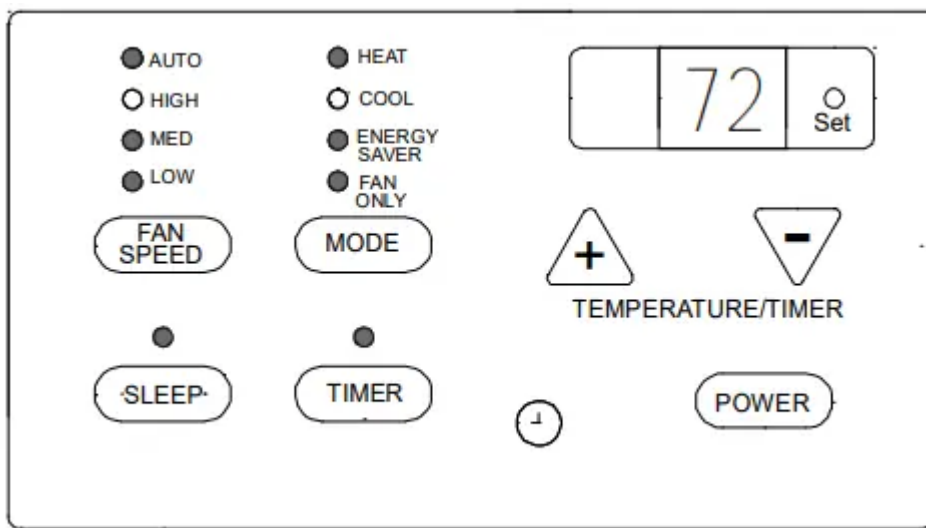 AUTO
HIGH
MED
LOW
FAN
SPEED
HEAT
COOL
ENERGY
SAVER
FAN
ONLY
MODE
72
Set
+
-
TEMPERATURE/TIMER
SLEEP
TIMER
POWER